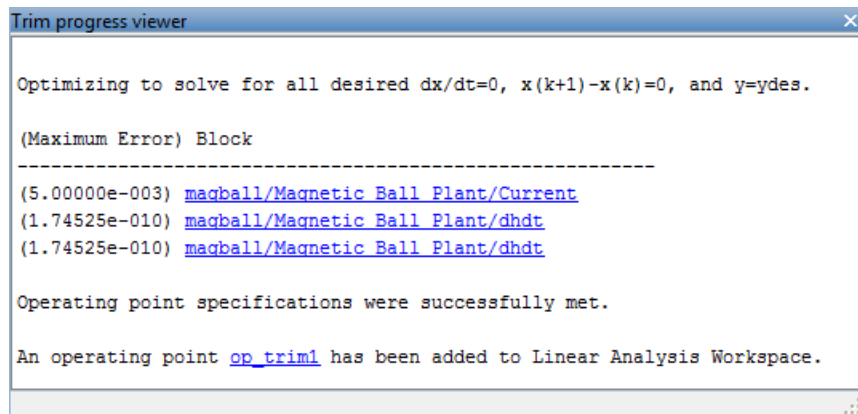 Trim progress viewer
Optimizing to solve for all desired dx/dt=0, x(k+1)-x(k)=0, and y=ydes.
(Maximum Error) Block
---------------------------------------------------------
(5.00000e-003) magball/Magnetic Ball Plant/Current
(1.74525e-010) magball/Magnetic Ball Plant/dhdt
(1.74525e-010) magball/Magnetic Ball Plant/dhdt
Operating point specifications were successfully met.
An operating point op_trim1 has been added to Linear Analysis Workspace.